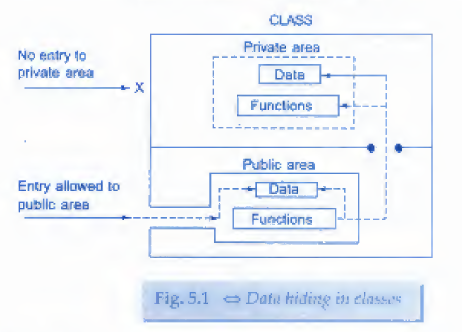 CLASS
No entry to
private area
X
Private area
Data
Functions
Public area
Entry allowed to
public area
Data
Functions
Fig. 5.1 ⇔ Data hiding in classes